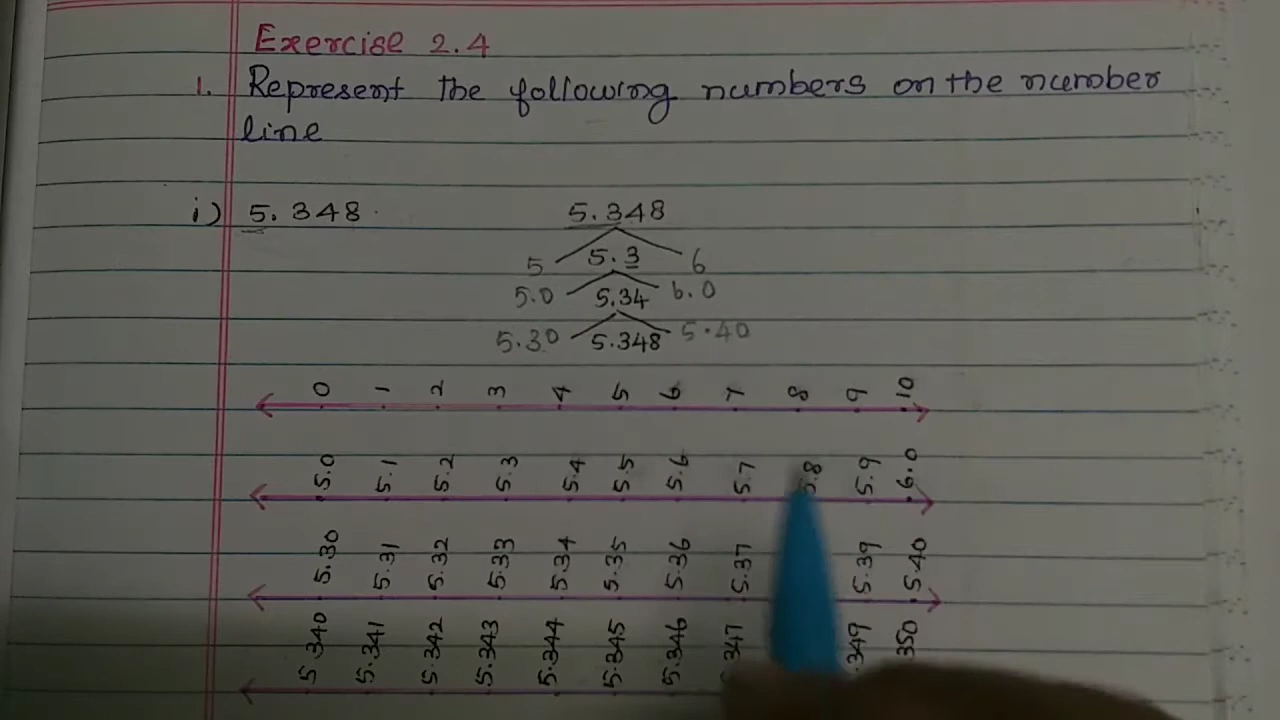 Exercise 2.4
1. Represent the following numbers on the number
line
i) 5.348. 5.348
5 5.3 6
5.0 5.34 6.0
5.30 5.348 5.40
0 1 2 3 4 5 6 7 8 9 10
5.0 5.1 5.2 5.3 5.4 5.5 5.6 5.7 5.8 5.9 6.0
5.30 5.31 5.32 5.33 5.34 5.35 5.36 5.37 5.39 5.40
5.340 5.341 5.342 5.343 5.344 5.345 5.346 347 .349 350